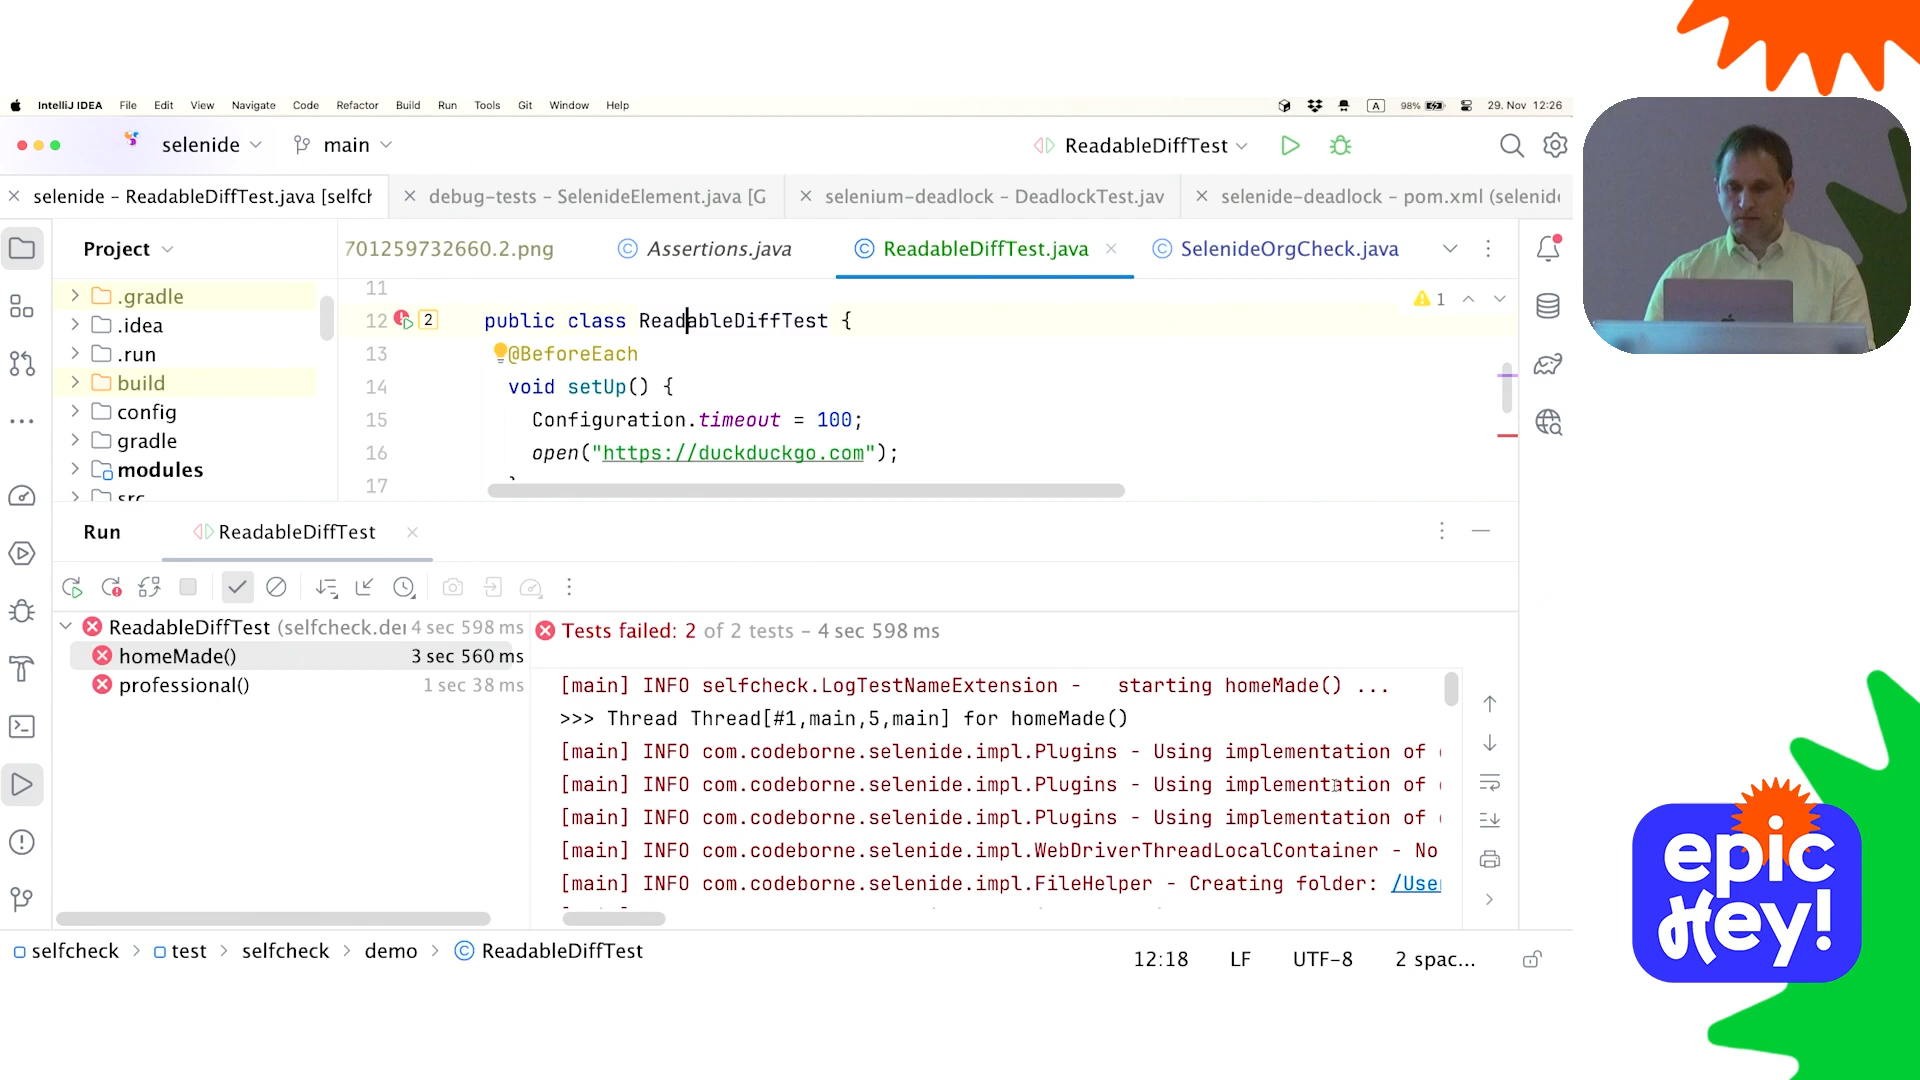 IntelliJ IDEA File Edit View Navigate Code Refactor Build Run Tools Git Window Help A 98% 29. Nov 12:26
selenide main ReadableDiffTest
selenide – ReadableDiffTest.java [selfch debug-tests – SelenideElement.java [G selenium-deadlock – DeadlockTest.jav selenide-deadlock – pom.xml (selenide
Project 701259732660.2.png Assertions.java ReadableDiffTest.java SelenideOrgCheck.java
.gradle
.idea
.run
build
config
gradle
modules
src
11
12 2 public class ReadableDiffTest { 1
13 @BeforeEach
14 void setUp() {
15 Configuration.timeout = 100;
16 open("https://duckduckgo.com");
17
Run ReadableDiffTest
ReadableDiffTest (selfcheck.der 4 sec 598 ms
homeMade() 3 sec 560 ms
professional() 1 sec 38 ms
Tests failed: 2 of 2 tests – 4 sec 598 ms
[main] INFO selfcheck.LogTestNameExtension - starting homeMade() ...
>>> Thread Thread[#1,main,5,main] for homeMade()
[main] INFO com.codeborne.selenide.impl.Plugins - Using implementation of
[main] INFO com.codeborne.selenide.impl.Plugins - Using implementation of
[main] INFO com.codeborne.selenide.impl.Plugins - Using implementation of
[main] INFO com.codeborne.selenide.impl.WebDriverThreadLocalContainer - No
[main] INFO com.codeborne.selenide.impl.FileHelper - Creating folder: /User
selfcheck > test > selfcheck > demo > ReadableDiffTest
12:18 LF UTF-8 2 spac...
epic
Hey!